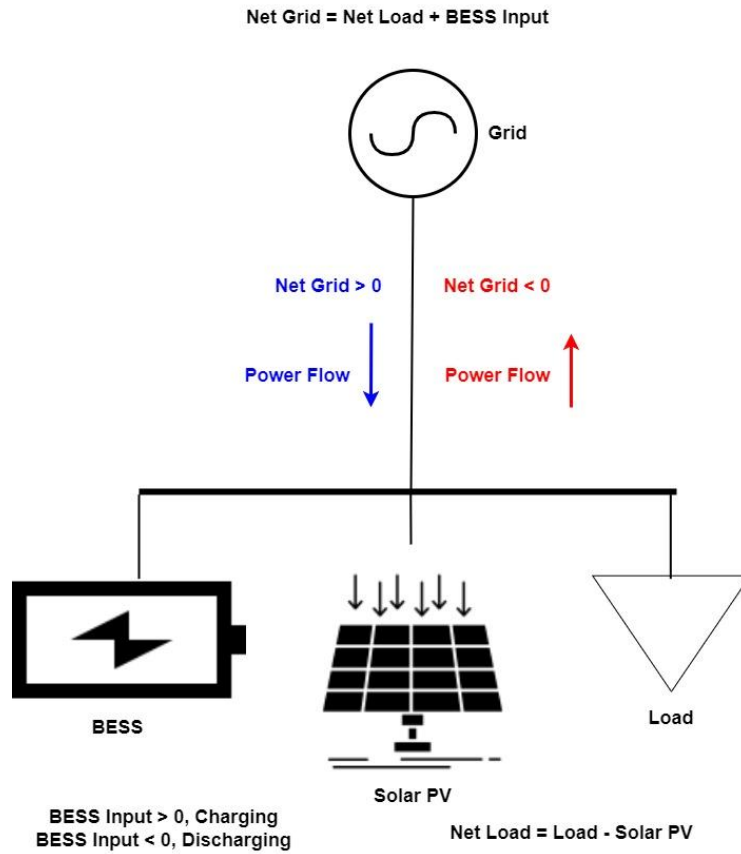 Net Grid = Net Load + BESS Input
Grid
Net Grid > 0
Net Grid < 0
Power Flow
Power Flow
BESS
Solar PV
Load
BESS Input > 0, Charging
BESS Input < 0, Discharging
Net Load = Load - Solar PV